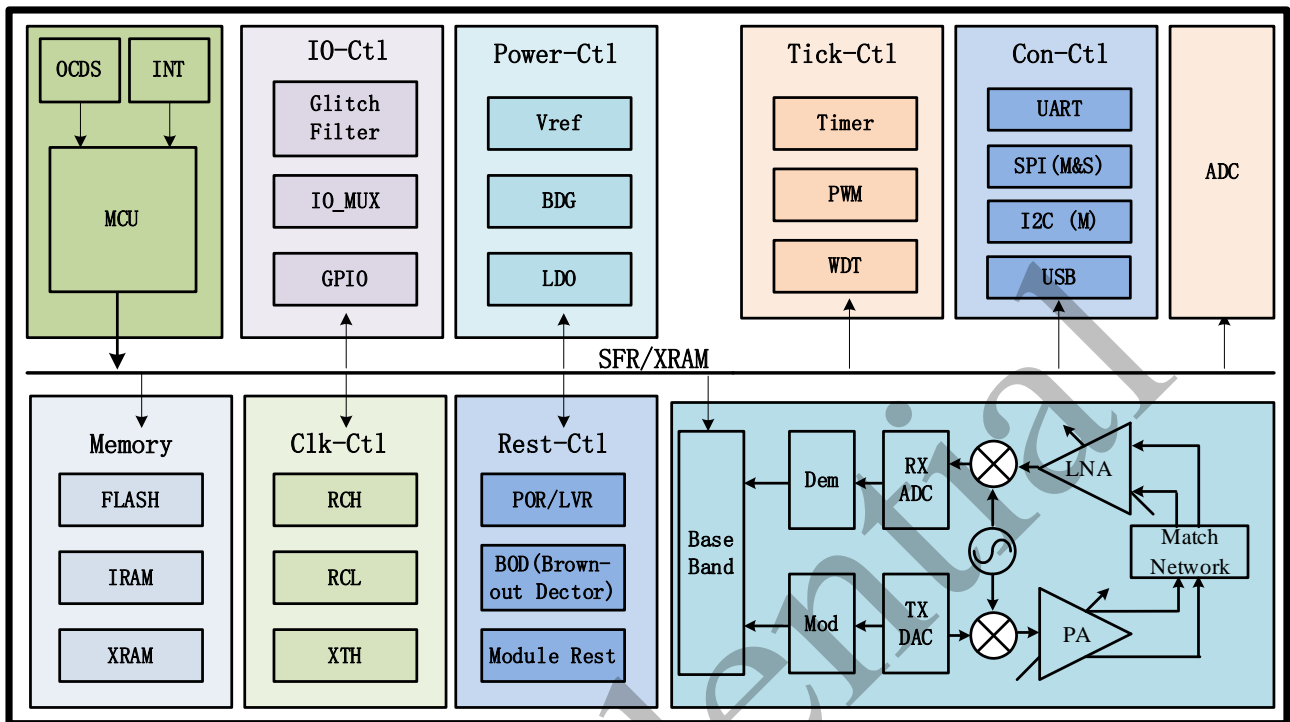 OCDS
INT
MCU
IO-Ctl
Glitch
Filter
IO_MUX
GPIO
Power-Ctl
Vref
BDG
LDO
Tick-Ctl
Timer
PWM
WDT
Con-Ctl
UART
SPI(M&S)
I2C (M)
USB
ADC
SFR/XRAM
Memory
FLASH
IRAM
XRAM
Clk-Ctl
RCH
RCL
XTH
Rest-Ctl
POR/LVR
BOD(Brown-
out Dector)
Module Rest
Base
Band
Dem
RX
ADC
LNA
Match
Network
Mod
TX
DAC
PA